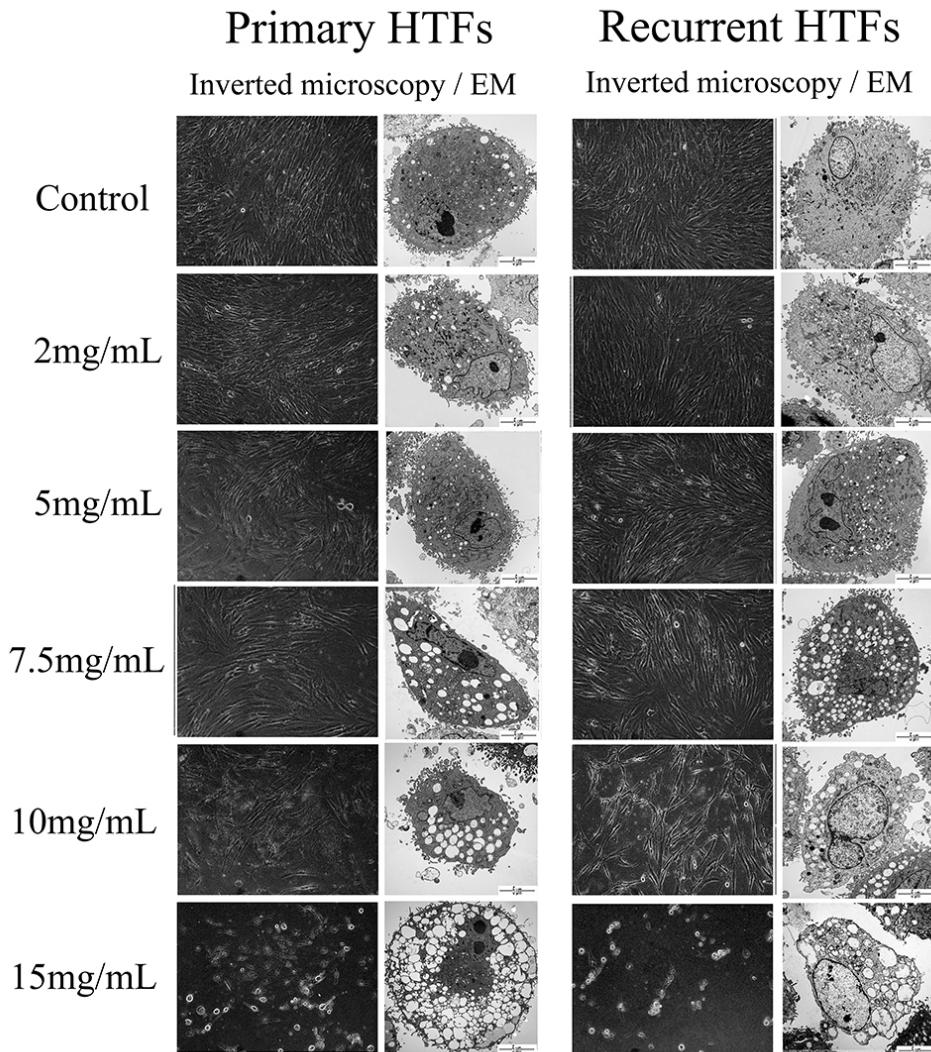 Primary HTFs
Recurrent HTFs
Inverted microscopy / EM
Inverted microscopy / EM
Control
2mg/mL
5mg/mL
7.5mg/mL
10mg/mL
15mg/mL